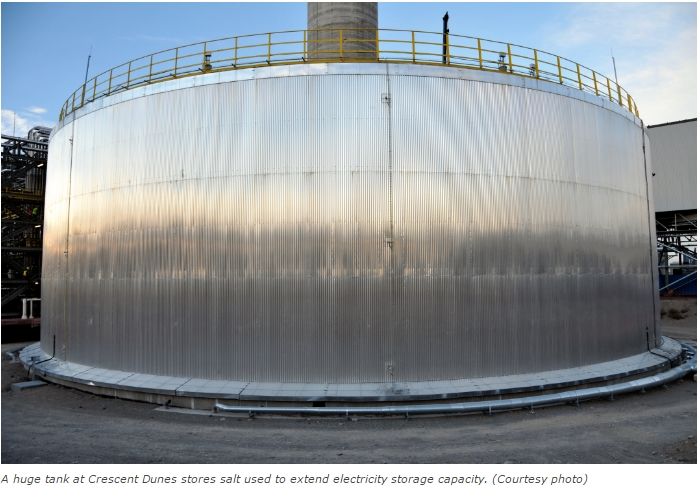 A huge tank at Crescent Dunes stores salt used to extend electricity storage capacity. (Courtesy photo)